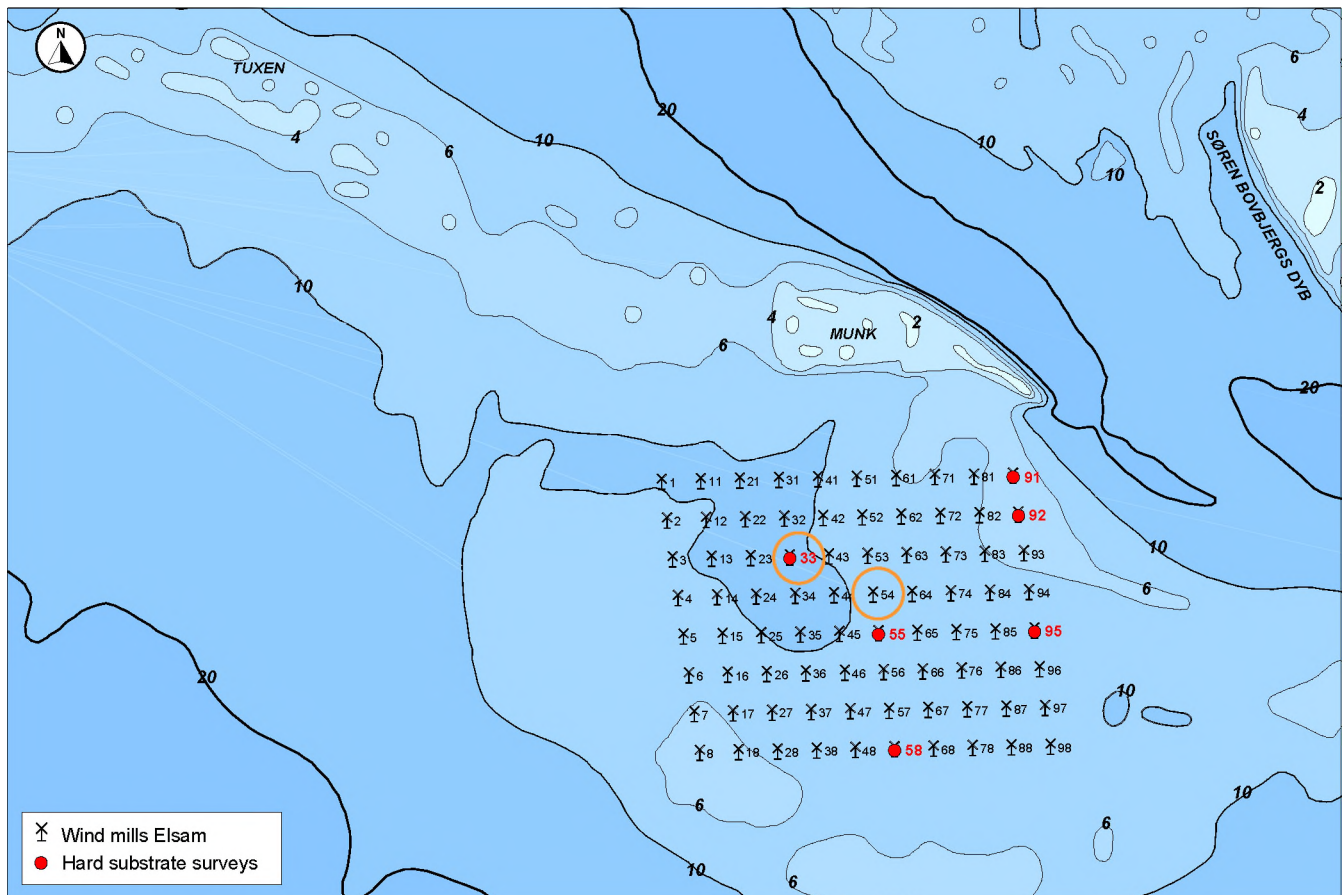 N
TUXEN
6
20
4
6
10
10
4
10
SØREN BOVBJERGS DYB
2
10
4
2
MUNK
6
20
1 11 21 31 41 51 61 71 81 91
2 12 22 32 42 52 62 72 82 92
10
3 13 23 33 43 53 63 73 83 93
6
4 14 24 34 4 54 64 74 84 94
5 15 25 35 45 55 65 75 85 95
20
6 16 26 36 46 56 66 76 86 96
10
7 17 27 37 47 57 67 77 87 97
8 18 28 38 48 58 68 78 88 98
10
6
6
Wind mills Elsam
Hard substrate surveys
10
6